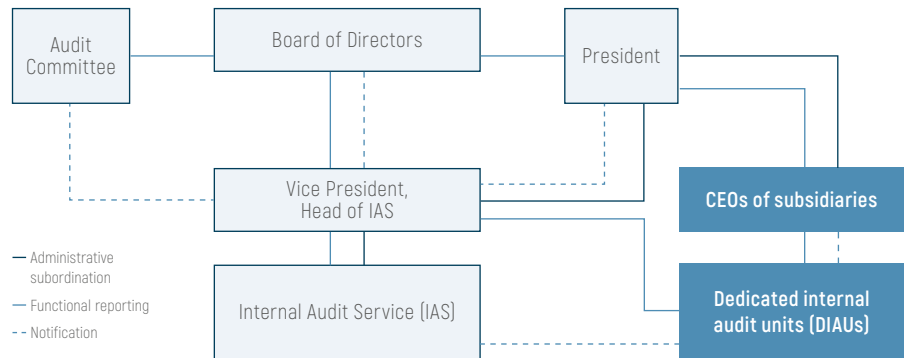 Audit
Committee
Board of Directors
President
Vice President,
Head of IAS
CEOs of subsidiaries
Administrative
subordination
Functional reporting
Notification
Internal Audit Service (IAS)
Dedicated internal
audit units (DIAUs)